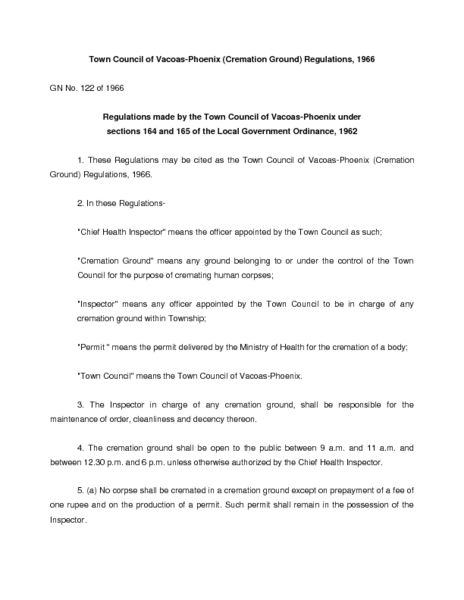 Town Council of Vacoas-Phoenix (Cremation Ground) Regulations, 1966
GN No. 122 of 1966
Regulations made by the Town Council of Vacoas-Phoenix under
sections 164 and 165 of the Local Government Ordinance, 1962
1. These Regulations may be cited as the Town Council of Vacoas-Phoenix (Cremation
Ground) Regulations, 1966.
2. In these Regulations-
"Chief Health Inspector" means the officer appointed by the Town Council as such;
"Cremation Ground" means any ground belonging to or under the control of the Town
Council for the purpose of cremating human corpses;
"Inspector" means any officer appointed by the Town Council to be in charge of any
cremation ground within Township;
"Permit " means the permit delivered by the Ministry of Health for the cremation of a body;
"Town Council" means the Town Council of Vacoas-Phoenix.
3. The Inspector in charge of any cremation ground, shall be responsible for the
maintenance of order, cleanliness and decency thereon.
4. The cremation ground shall be open to the public between 9 a.m. and 11 a.m. and
between 12.30 p.m. and 6 p.m. unless otherwise authorized by the Chief Health Inspector.
5. (a) No corpse shall be cremated in a cremation ground except on prepayment of a fee of
one rupee and on the production of a permit. Such permit shall remain in the possession of the
Inspector.